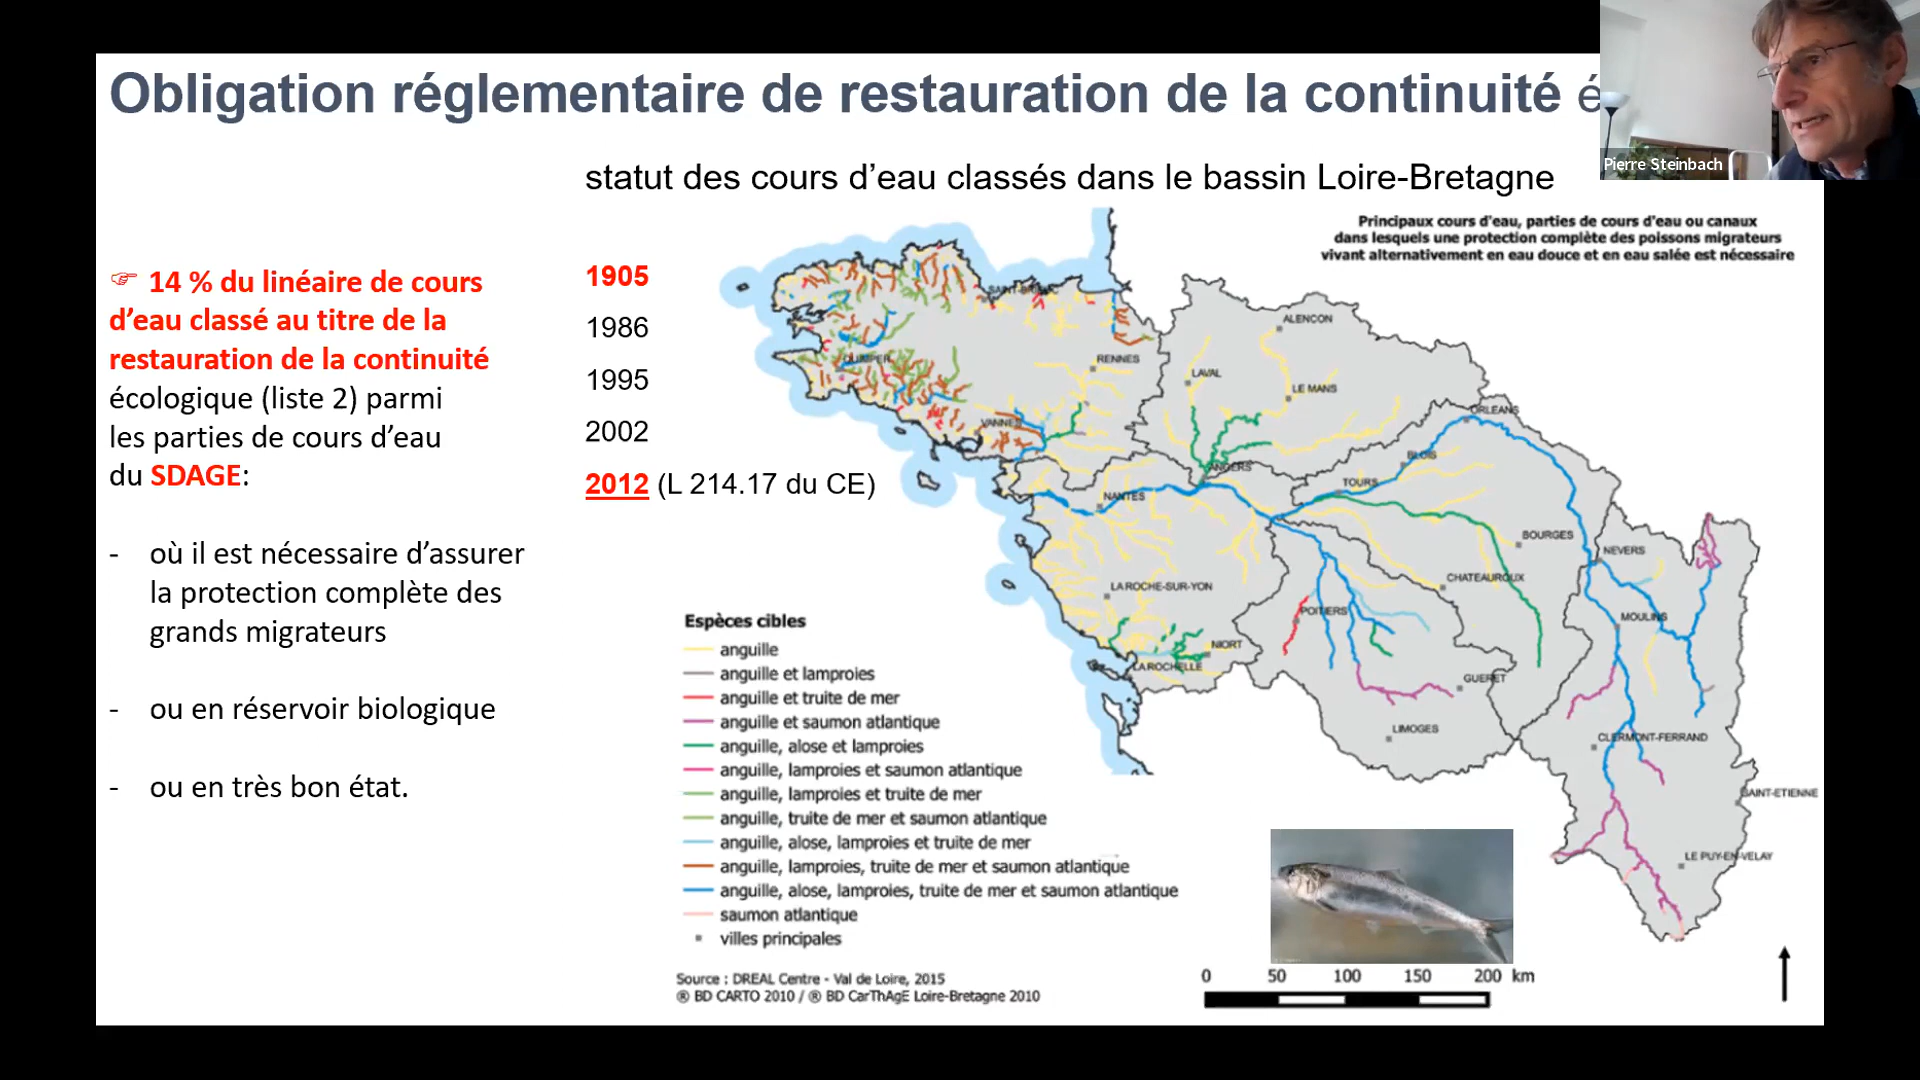 Obligation réglementaire de restauration de la continuité é
Pierre Steinbach
statut des cours d'eau classés dans le bassin Loire-Bretagne
☞ 14 % du linéaire de cours
d'eau classé au titre de la
restauration de la continuité
écologique (liste 2) parmi
les parties de cours d'eau
du SDAGE:
- où il est nécessaire d'assurer
la protection complète des
grands migrateurs
- ou en réservoir biologique
- ou en très bon état.
1905
1986
1995
2002
2012 (L 214.17 du CE)
Principaux cours d'eau, parties de cours d'eau ou canaux
dans lesquels une protection complète des poissons migrateurs
vivant alternativement en eau douce et en eau salée est nécessaire
SAINT-BRIEUC
ALENCON
QUIMPER
RENNES
LAVAL
LE MANS
ORLEANS
VANNES
BLOIS
ANGERS
TOURS
NANTES
BOURGES
NEVERS
CHATEAUROUX
LA ROCHE-SUR-YON
POITIERS
MOULINS
NIORT
LA ROCHELLE
GUERET
LIMOGES
CLERMONT-FERRAND
SAINT-ETIENNE
LE PUY-EN-VELAY
Espèces cibles
anguille
anguille et lamproies
anguille et truite de mer
anguille et saumon atlantique
anguille, alose et lamproies
anguille, lamproies et saumon atlantique
anguille, lamproies et truite de mer
anguille, truite de mer et saumon atlantique
anguille, alose, lamproies et truite de mer
anguille, lamproies, truite de mer et saumon atlantique
anguille, alose, lamproies, truite de mer et saumon atlantique
saumon atlantique
villes principales
Source : DREAL Centre - Val de Loire, 2015
® BD CARTO 2010 / ® BD CarThAgE Loire-Bretagne 2010
0 50 100 150 200 km